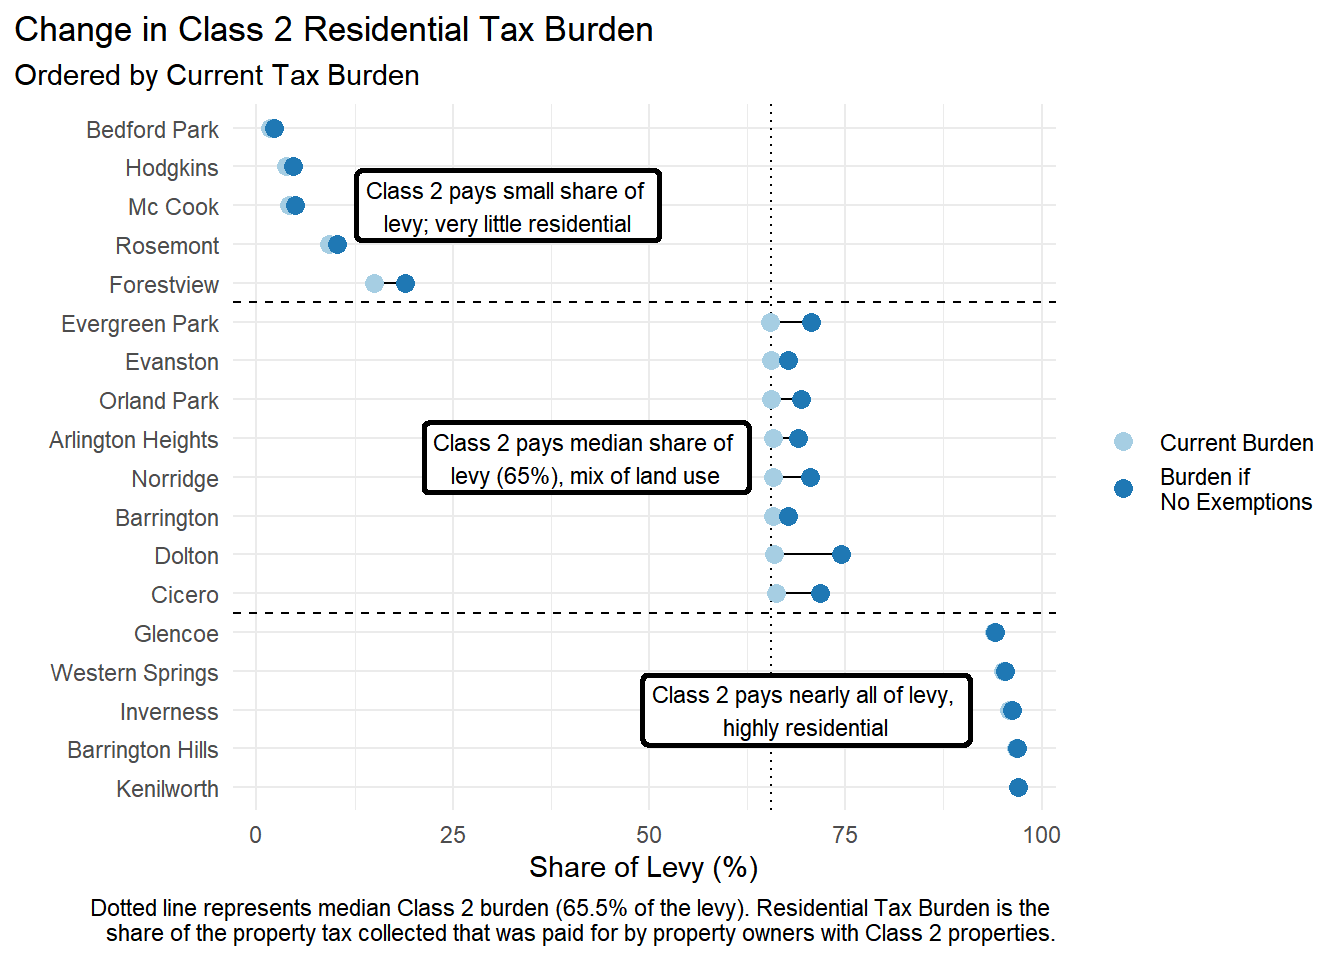 Change in Class 2 Residential Tax Burden
Ordered by Current Tax Burden
Bedford Park
Hodgkins
Mc Cook
Rosemont
Forestview
Evergreen Park
Evanston
Orland Park
Arlington Heights
Norridge
Barrington
Dolton
Cicero
Glencoe
Western Springs
Inverness
Barrington Hills
Kenilworth
Class 2 pays small share of
levy; very little residential
Class 2 pays median share of
levy (65%), mix of land use
Class 2 pays nearly all of levy,
highly residential
Current Burden
Burden if
No Exemptions
0 25 50 75 100
Share of Levy (%)
Dotted line represents median Class 2 burden (65.5% of the levy). Residential Tax Burden is the
share of the property tax collected that was paid for by property owners with Class 2 properties.